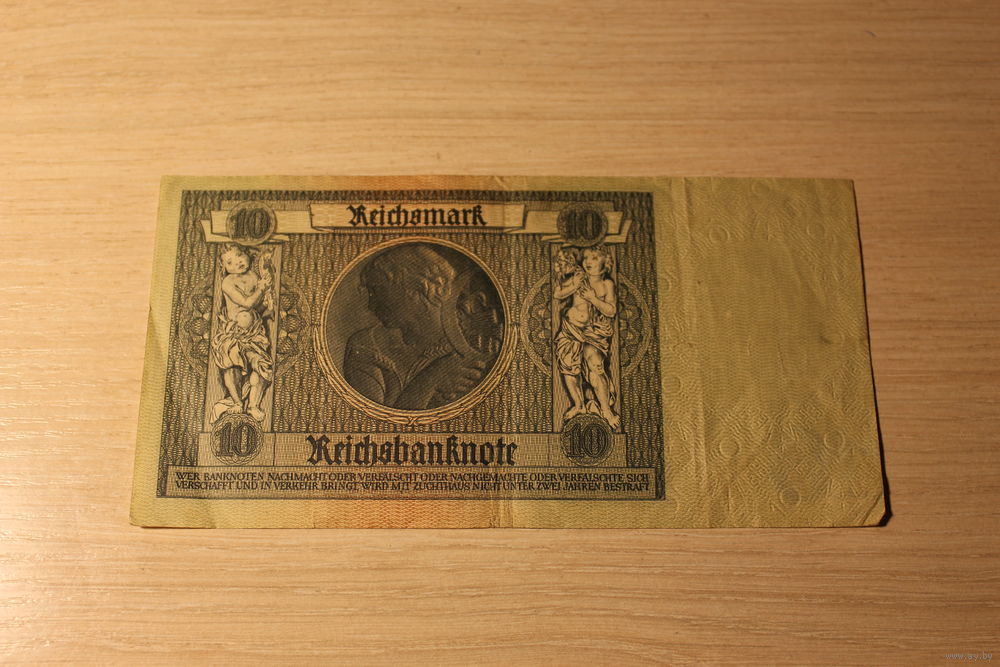 10 Reichsmark 10
10 Reichsbanknote 10
WER BANKNOTEN NACHMACHT ODER VERFÄLSCHT ODER NACHGEMACHTE ODER VERFÄLSCHTE SICH
VERSCHAFFT UND IN VERKEHR BRINGT, WIRD MIT ZUCHTHAUS NICHT UNTER ZWEI JAHREN BESTRAFT
www.ay.by